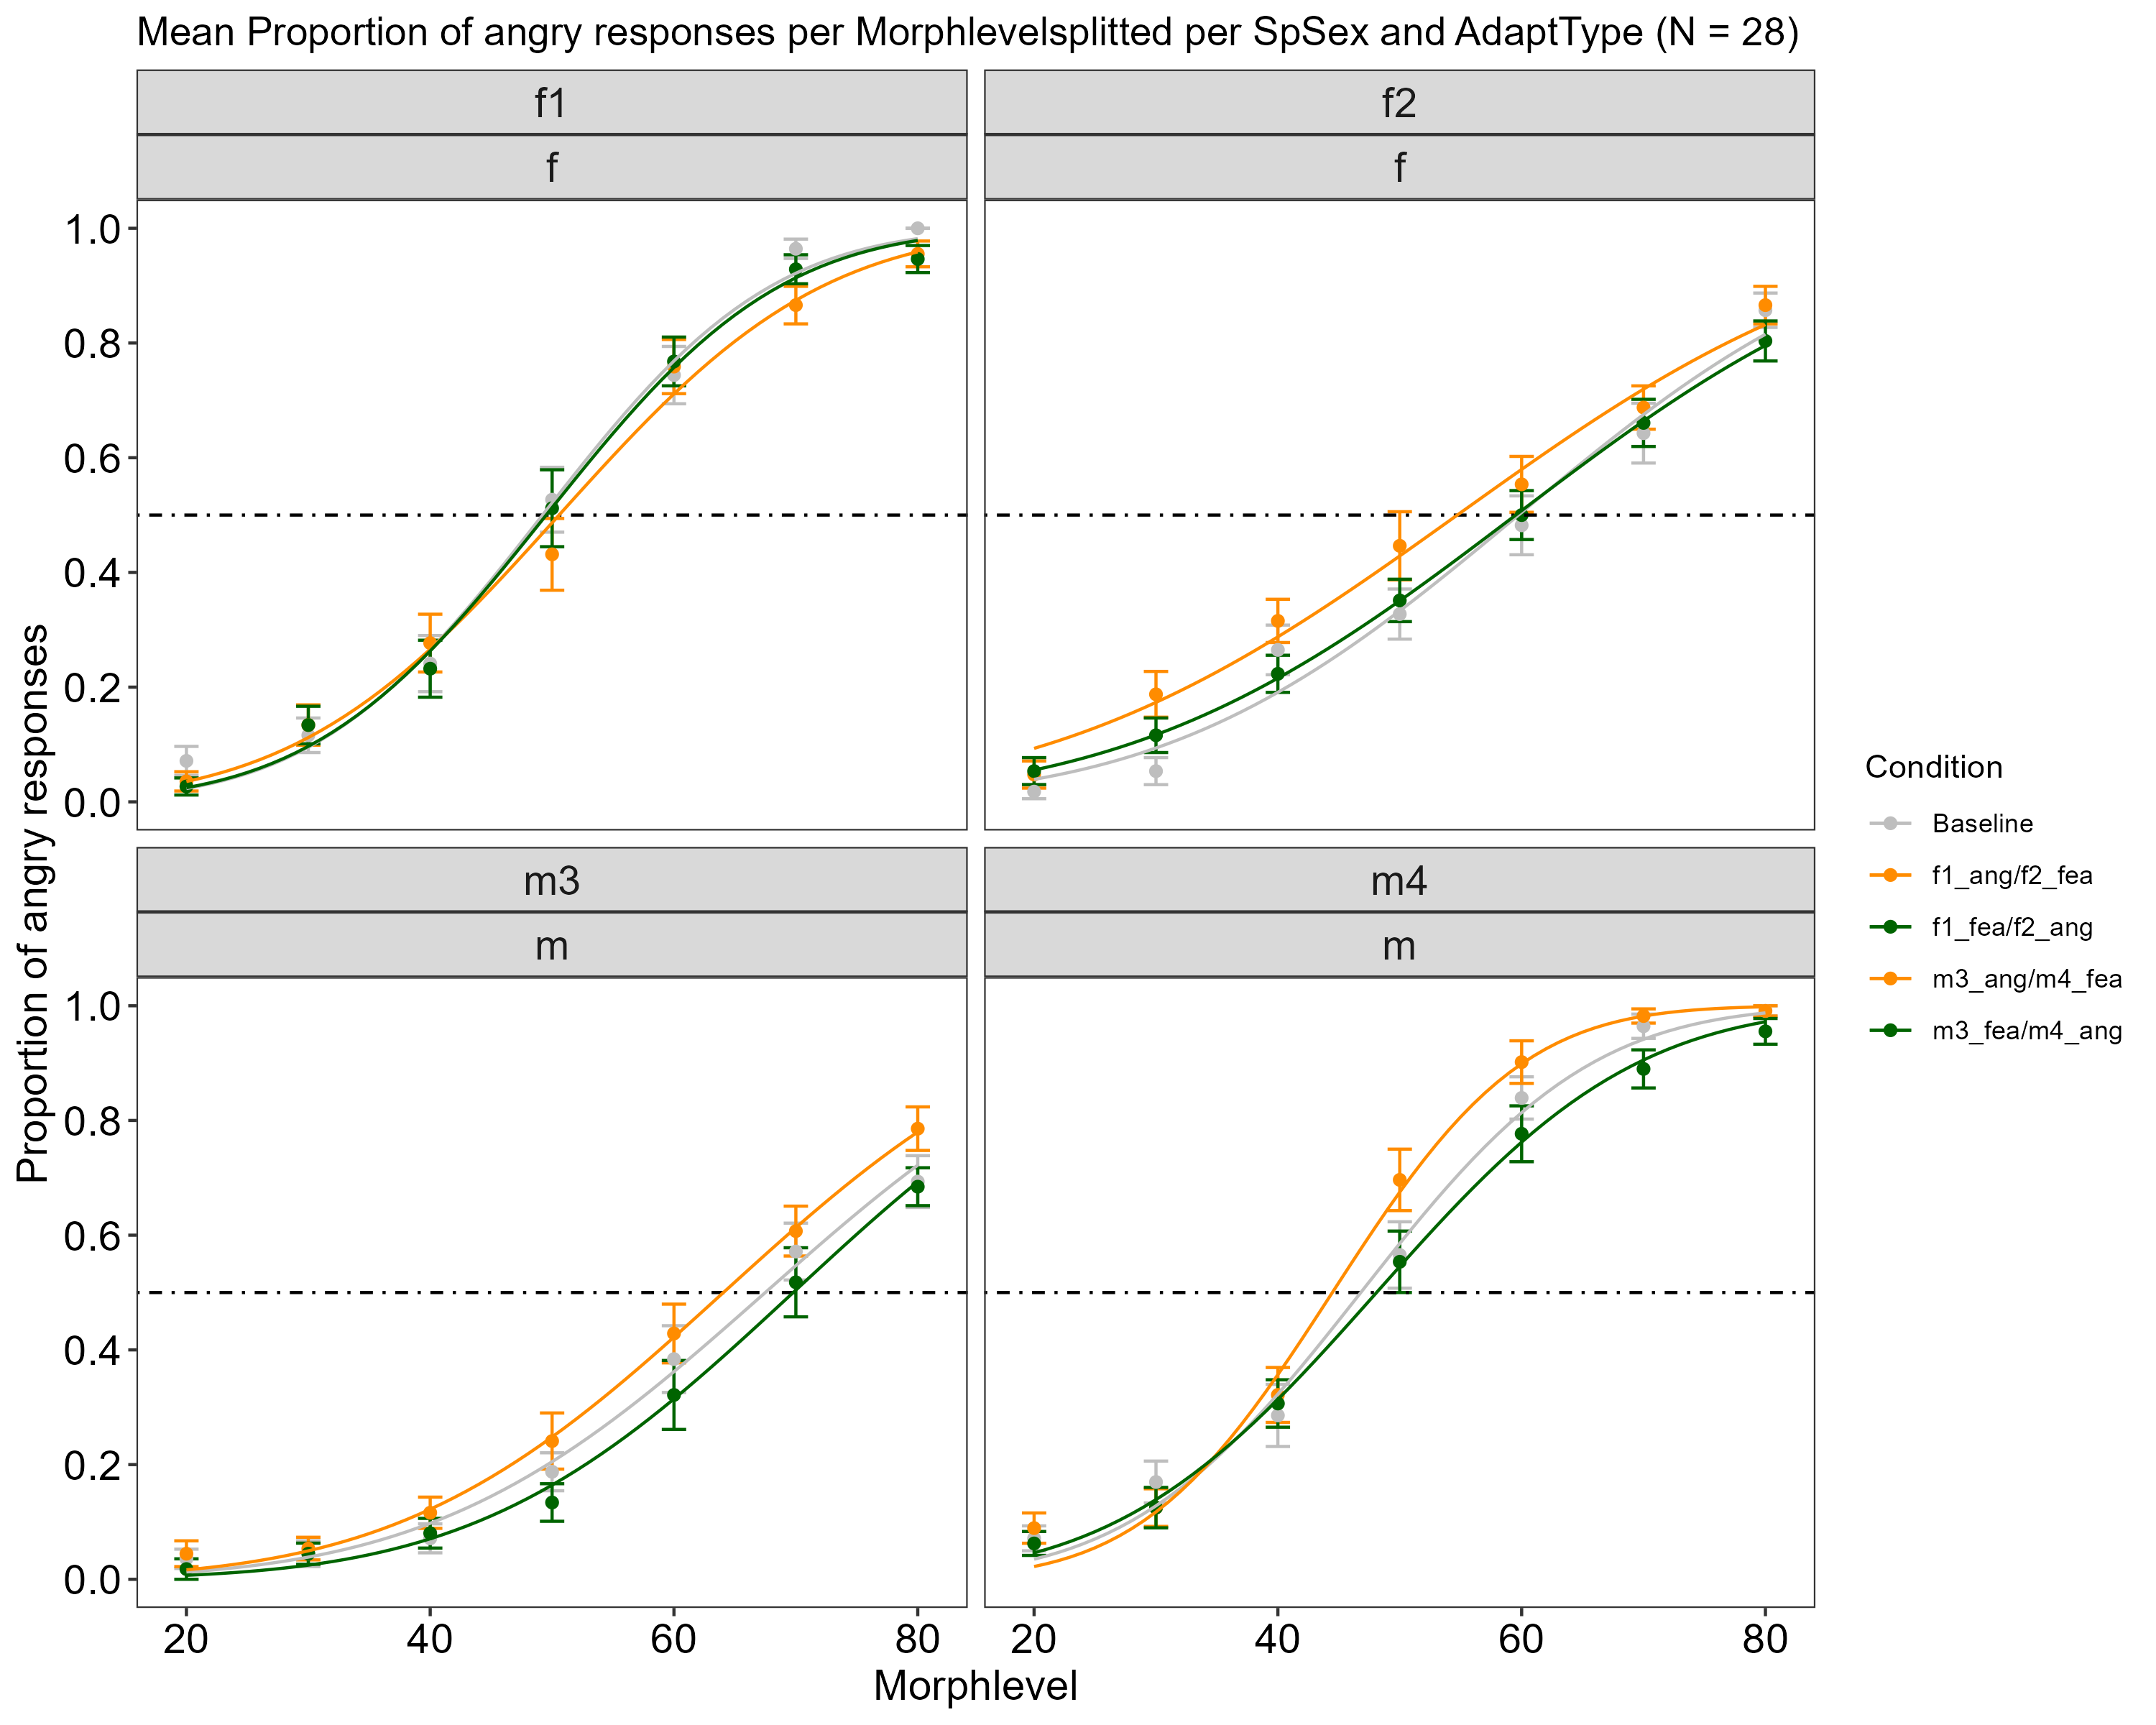 Mean Proportion of angry responses per Morphlevelsplitted per SpSex and AdaptType (N = 28)
f1
f
f2
f
1.0
0.8
0.6
0.4
0.2
0.0
m3
m
m4
m
1.0
0.8
0.6
0.4
0.2
0.0
20 40 60 80
20 40 60 80
Morphlevel
Proportion of angry responses
Condition
Baseline
f1_ang/f2_fea
f1_fea/f2_ang
m3_ang/m4_fea
m3_fea/m4_ang